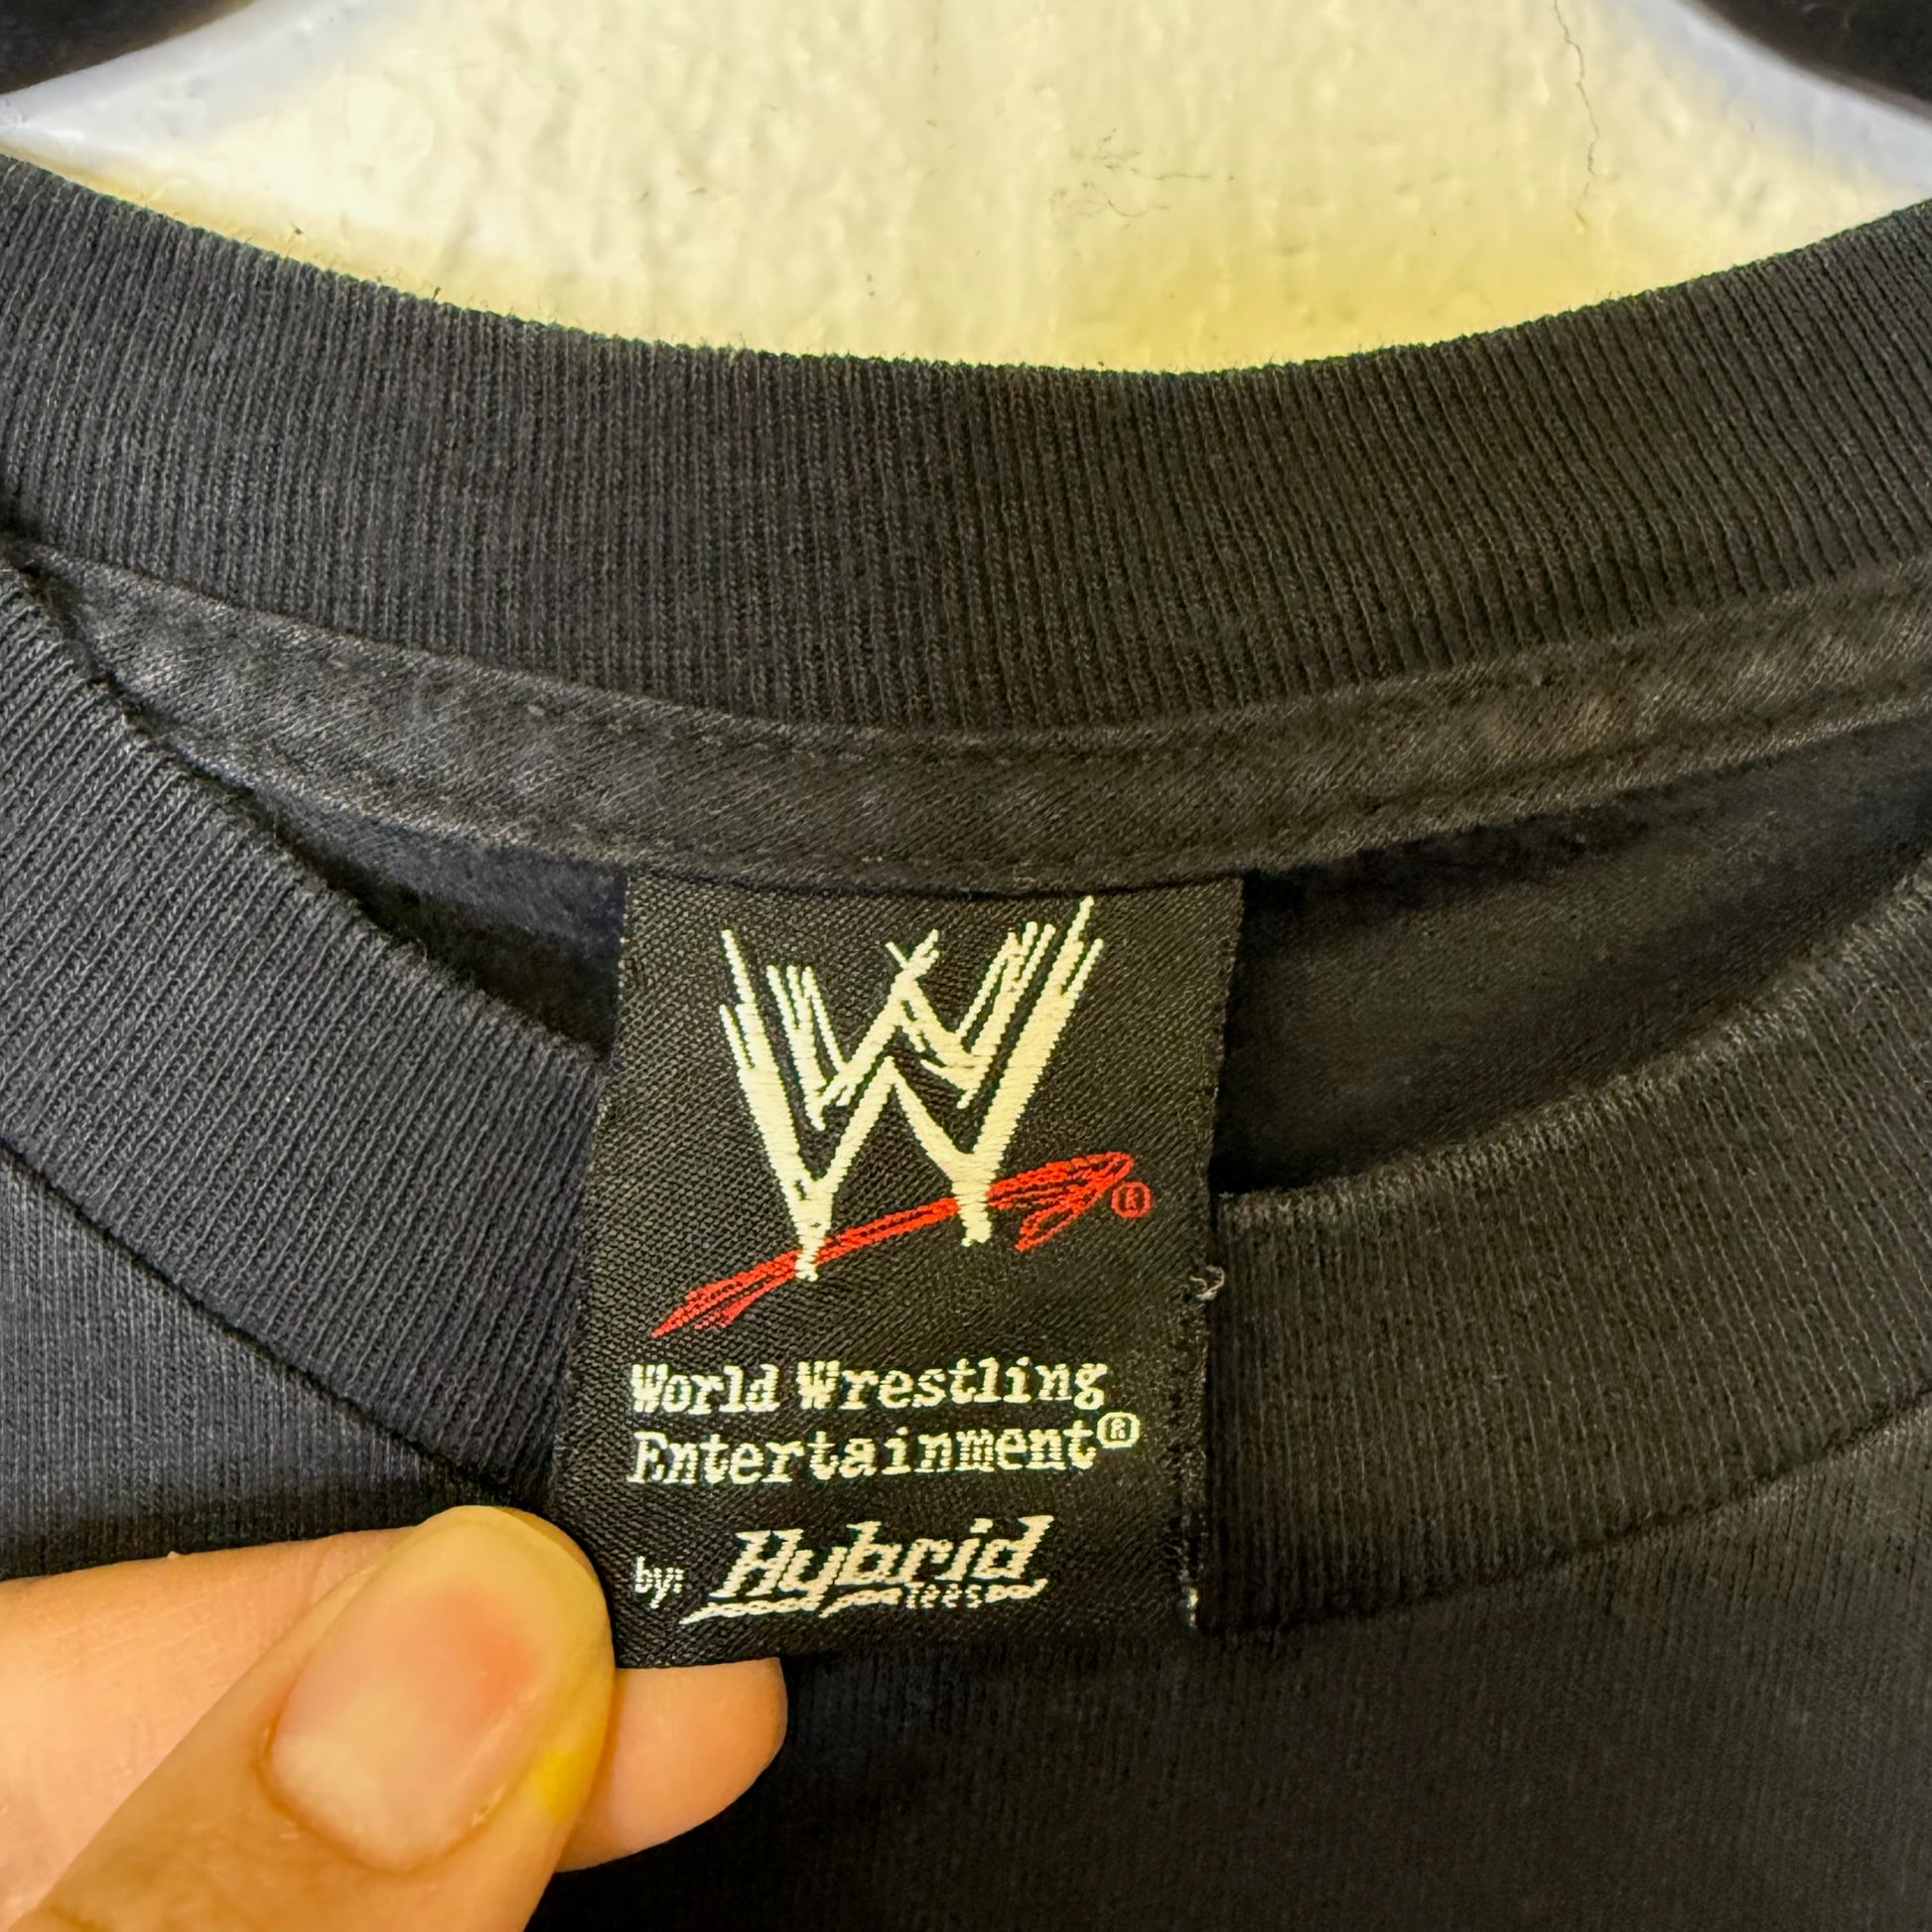 W
®
World Wrestling
Entertainment®
by: Hybrid
Tees